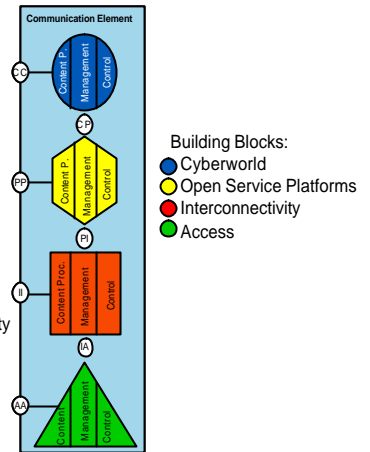 Communication Element
Content P.
Management
Control
CC
CP
Content P.
Management
Control
PP
PI
Content Proc.
Management
Control
II
ty
IA
Content
Management
Control
AA
Building Blocks:
Cyberworld
Open Service Platforms
Interconnectivity
Access